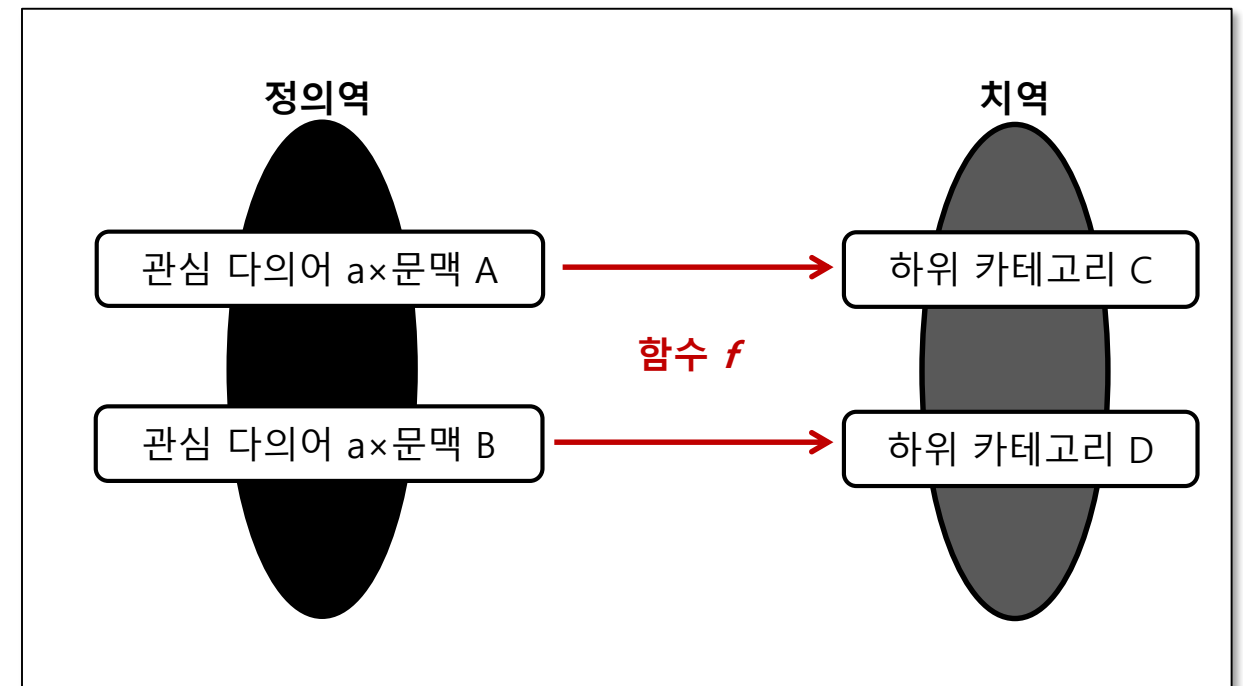 정의역
치역
관심 다의어 a×문맥 A
하위 카테고리 C
함수 f
관심 다의어 a×문맥 B
하위 카테고리 D